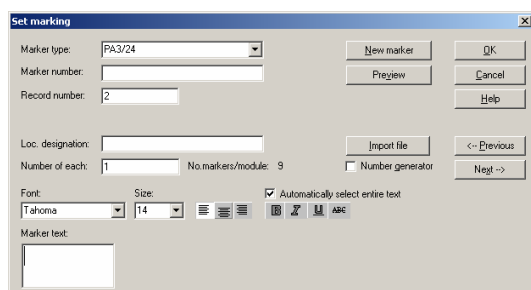 Set marking
Marker type: PA3/24 New marker OK
Marker number: Preview Cancel
Record number: 2 Help
Loc. designation: Import file <-- Previous
Number of each: 1 No.markers/module: 9 Number generator Next -->
Font: Size: Automatically select entire text
Tahoma 14 B I U ABC
Marker text: